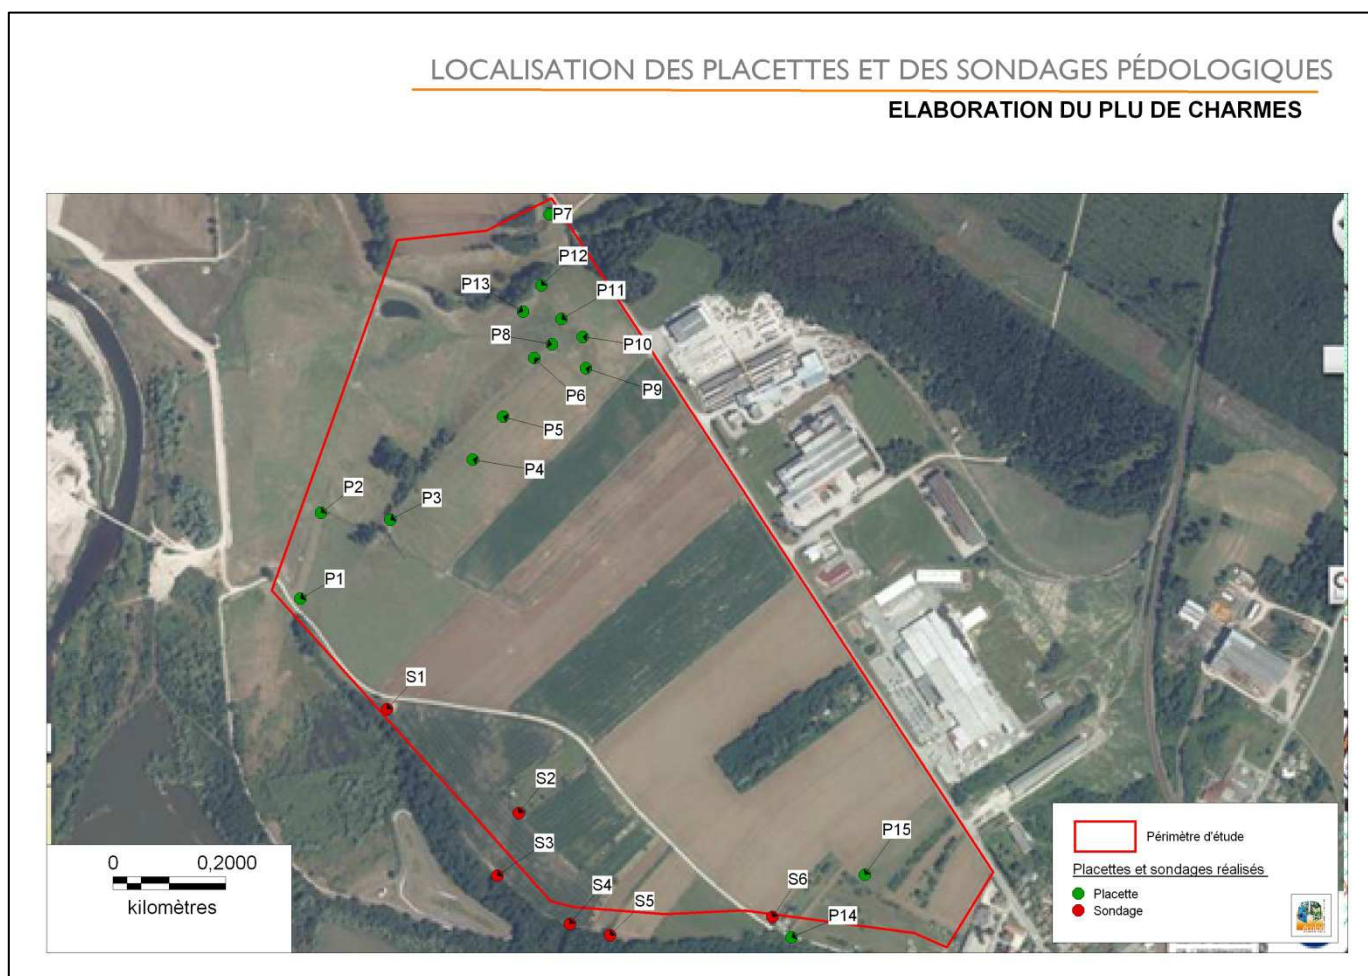 LOCALISATION DES PLACETTES ET DES SONDAGES PÉDOLOGIQUES
ELABORATION DU PLU DE CHARMES
P7
P12
P13
P11
P8
P10
P6
P9
P5
P4
P2
P3
P1
S1
S2
S3
P15
S4
S5
S6
P14
0 0,2000
kilomètres
Périmètre d'étude
Placettes et sondages réalisés
Placette
Sondage